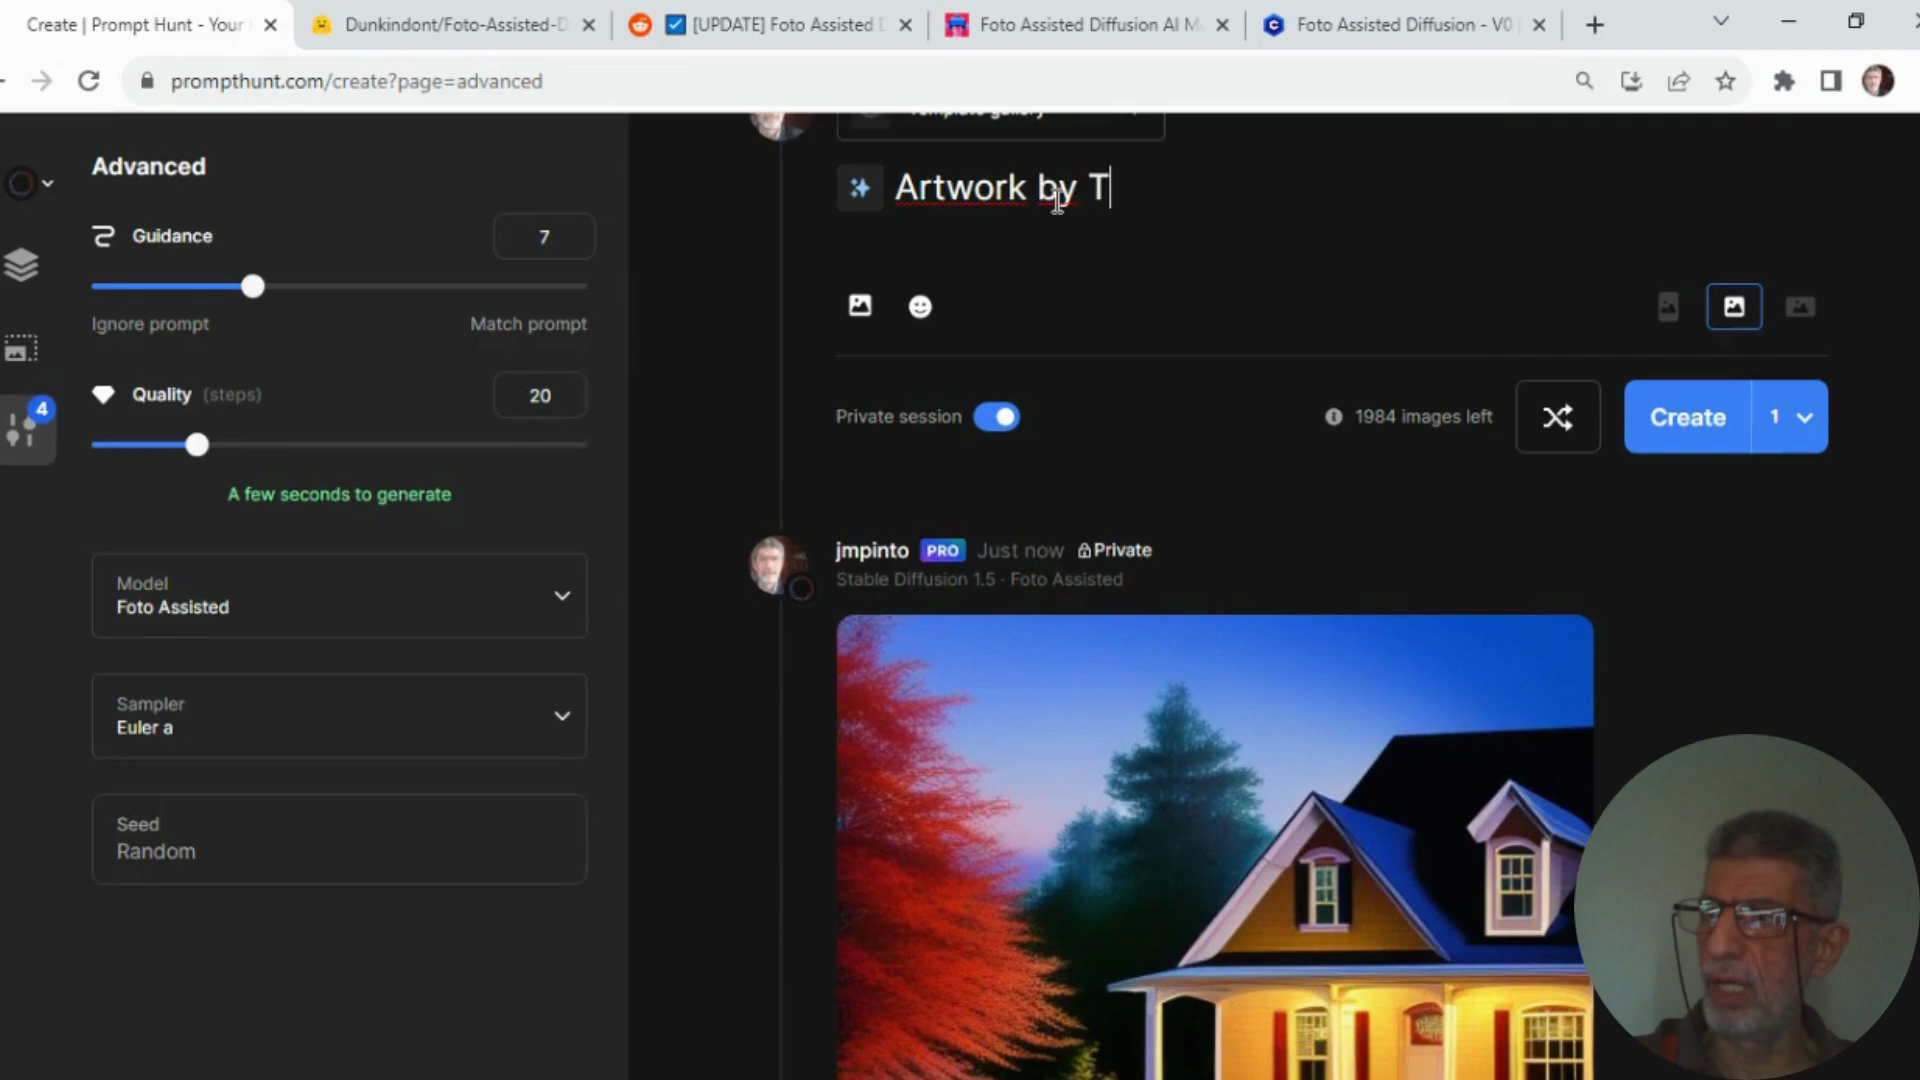 Create | Prompt Hunt - Your
Dunkindont/Foto-Assisted-D
[UPDATE] Foto Assisted D
Foto Assisted Diffusion AI M
Foto Assisted Diffusion - V0
prompthunt.com/create?page=advanced
Template gallery
Advanced
Artwork by T
Guidance
7
Ignore prompt
Match prompt
Quality (steps)
20
4
Private session
1984 images left
Create
1
A few seconds to generate
jmpinto PRO Just now Private
Stable Diffusion 1.5 · Foto Assisted
Model
Foto Assisted
Sampler
Euler a
Seed
Random